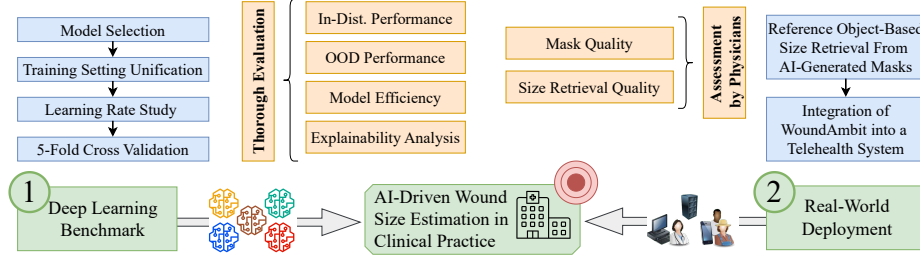 Model Selection
Training Setting Unification
Learning Rate Study
5-Fold Cross Validation
Thorough Evaluation
In-Dist. Performance
OOD Performance
Model Efficiency
Explainability Analysis
Mask Quality
Size Retrieval Quality
Assessment
by Physicians
Reference Object-Based
Size Retrieval From
AI-Generated Masks
Integration of
WoundAmbit into a
Telehealth System
1
Deep Learning
Benchmark
AI-Driven Wound
Size Estimation in
Clinical Practice
2
Real-World
Deployment